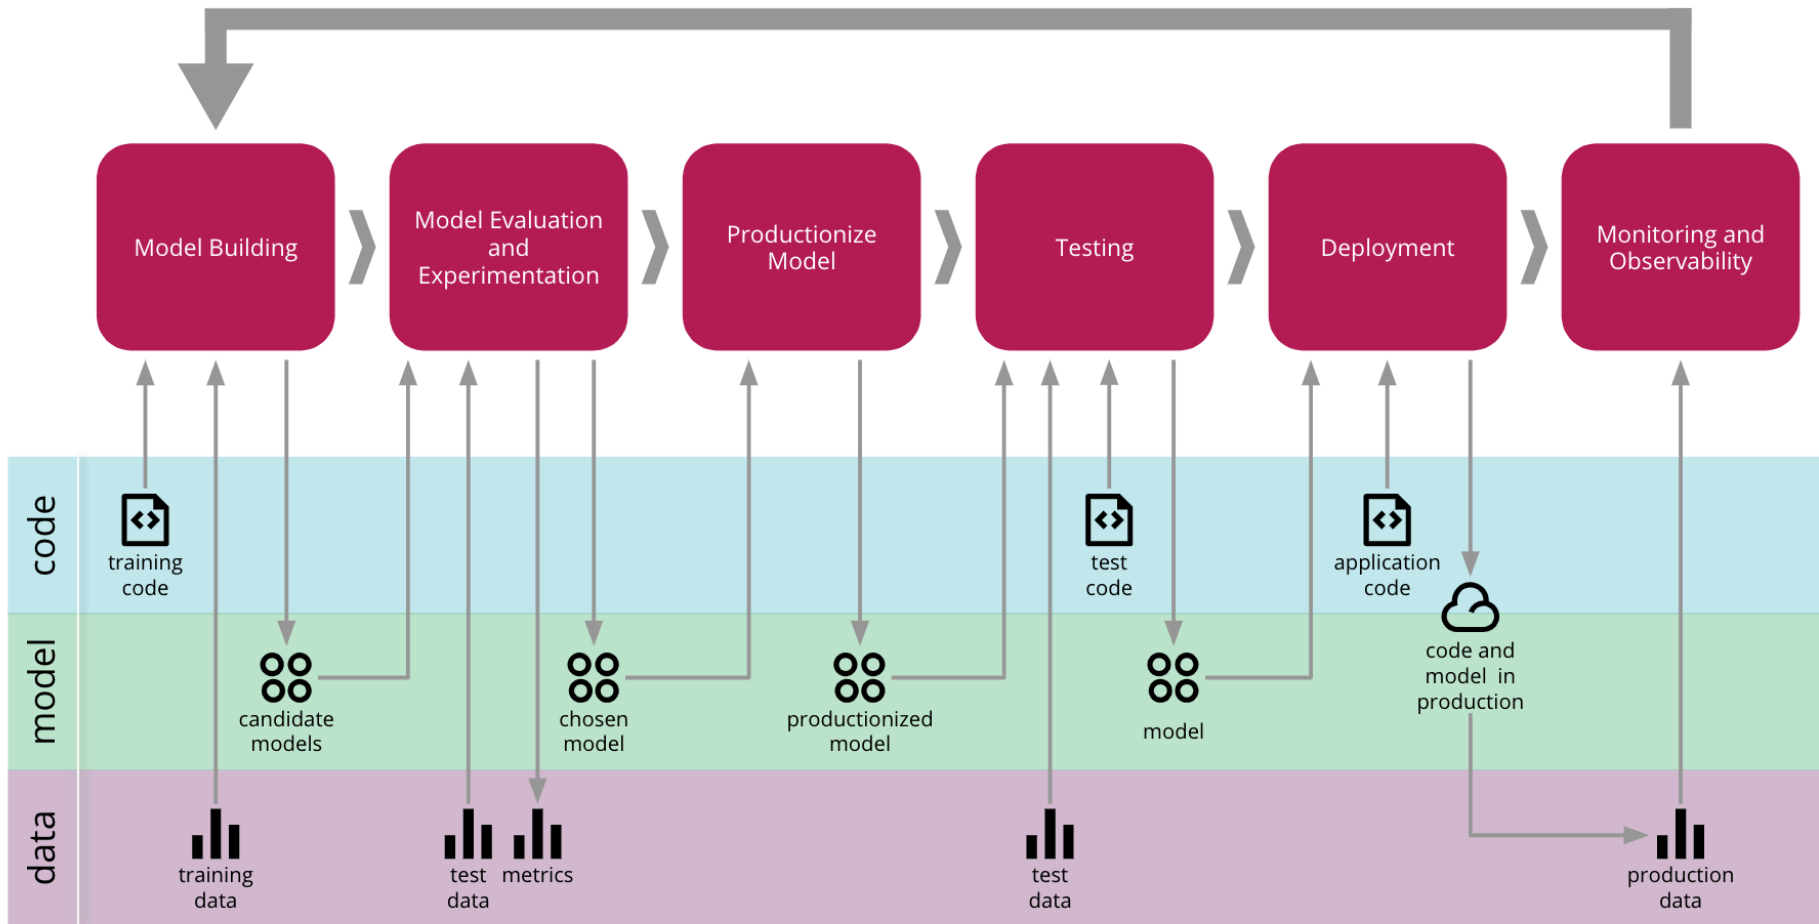 Model Building
Model Evaluation
and
Experimentation
Productionize
Model
Testing
Deployment
Monitoring and
Observability
code
training
code
test
code
application
code
model
candidate
models
chosen
model
productionized
model
model
code and
model in
production
data
training
data
test
data
metrics
test
data
production
data